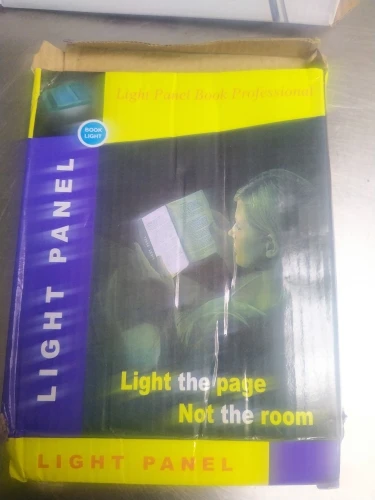 Light Panel Book Professional
BOOK
LIGHT
LIGHT PANEL
Light the page
Not the room
LIGHT PANEL